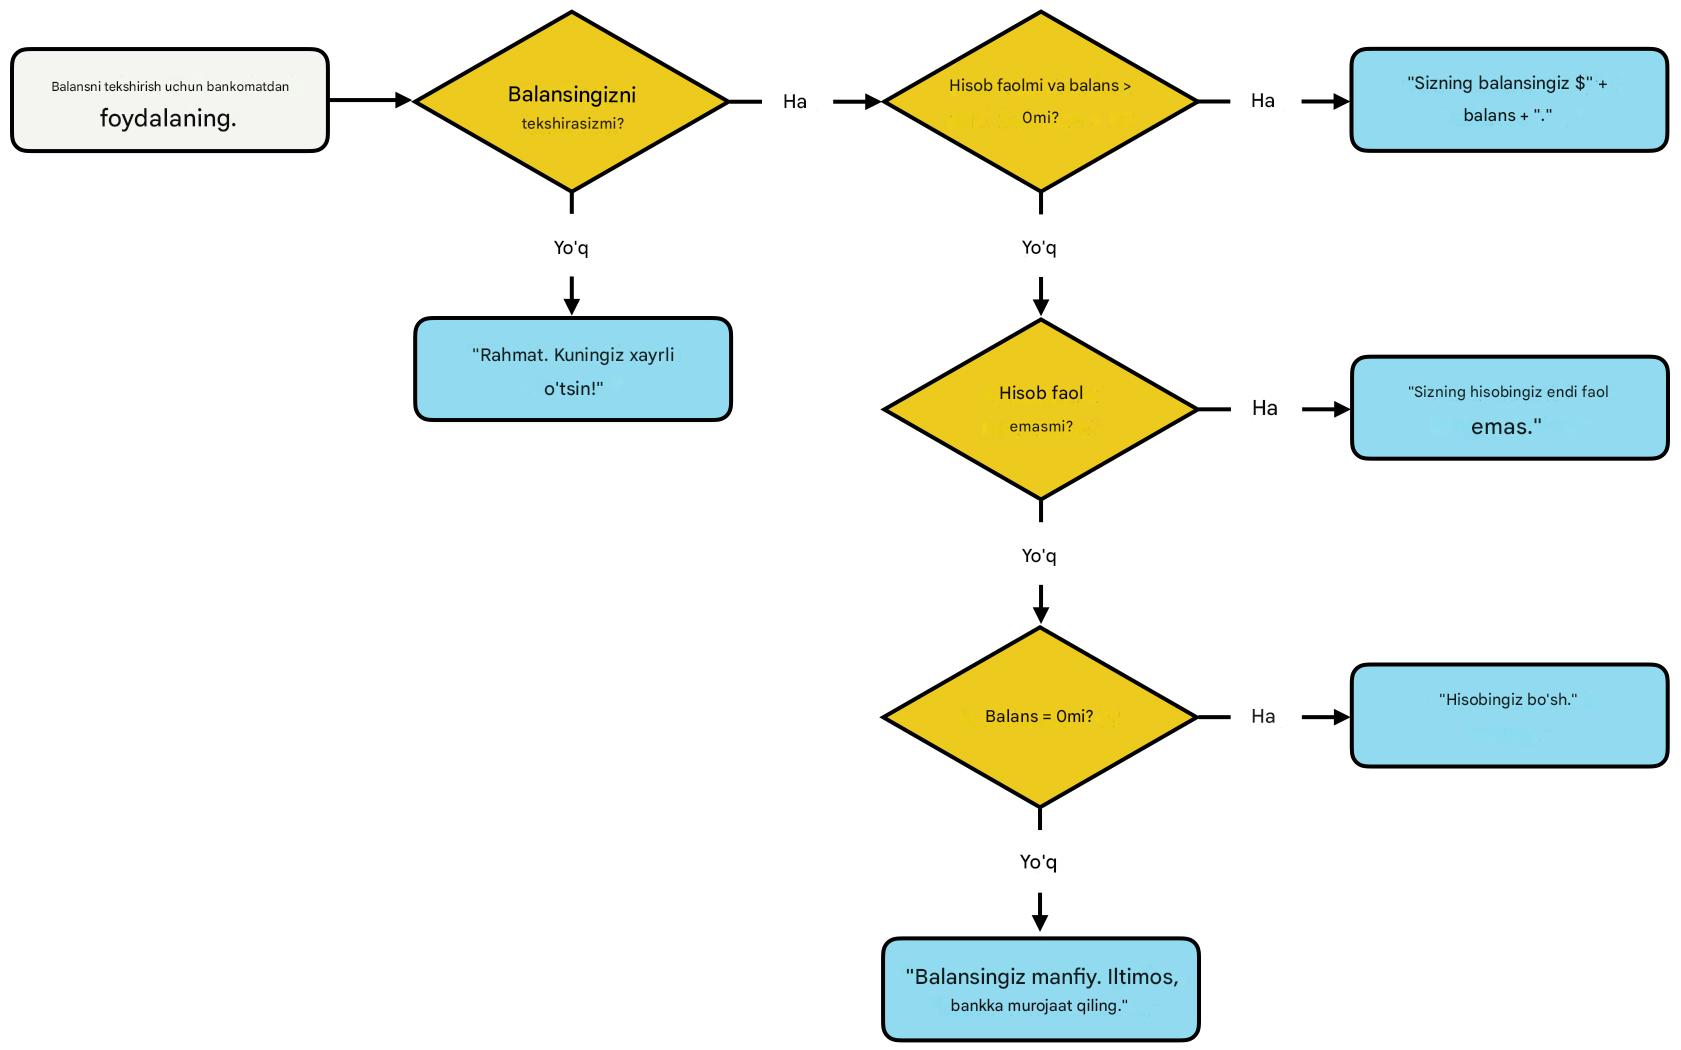 Balansni tekshirish uchun bankomatdan
foydalaning.
Balansingizni
tekshirasizmi?
Ha
Hisob faolmi va balans >
0mi?
Ha
"Sizning balansingiz $" +
balans + "."
Yo'q
"Rahmat. Kuningiz xayrli
o'tsin!"
Yo'q
Hisob faol
emasmi?
Ha
"Sizning hisobingiz endi faol
emas."
Yo'q
Balans = 0mi?
Ha
"Hisobingiz bo'sh."
Yo'q
"Balansingiz manfiy. Iltimos,
bankka murojaat qiling."